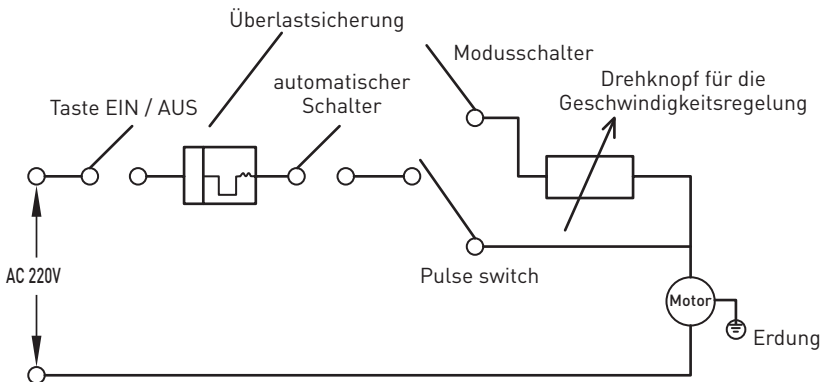 Überlastsicherung
Modusschalter
Drehknopf für die
Geschwindigkeitsregelung
automatischer
Schalter
Taste EIN / AUS
AC 220V
Pulse switch
Motor
Erdung